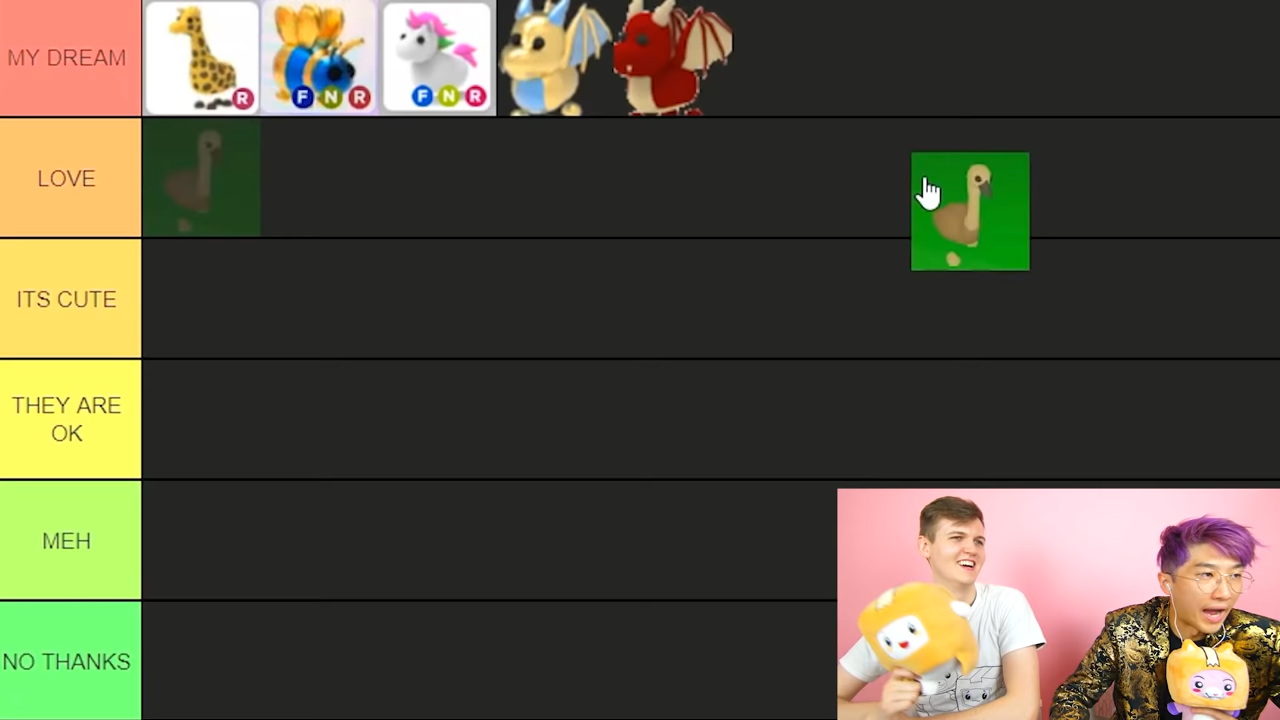 MY DREAM
R
F N R
F N R
LOVE
ITS CUTE
THEY ARE
OK
MEH
NO THANKS